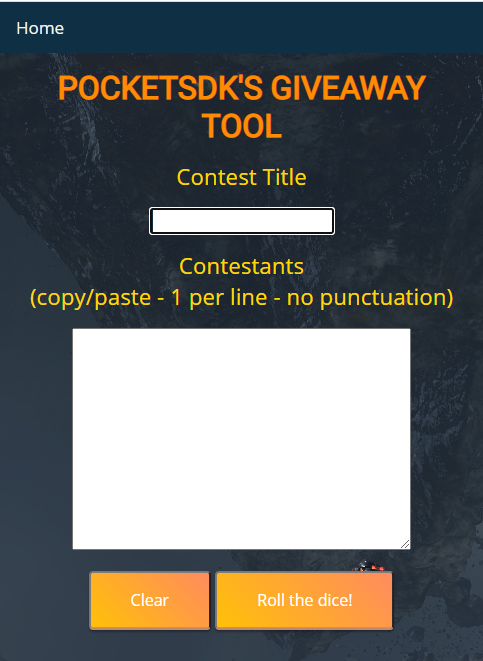 Home
POCKETSDK'S GIVEAWAY
TOOL
Contest Title
Contestants
(copy/paste - 1 per line - no punctuation)
Clear
Roll the dice!